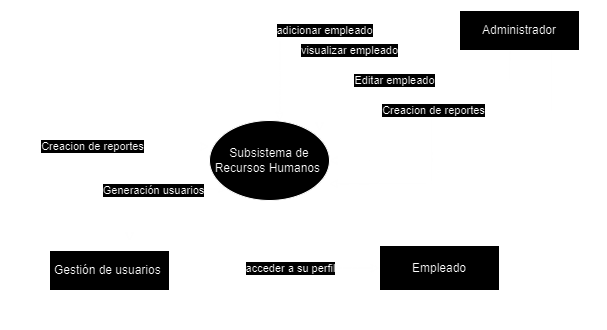 adicionar empleado
Administrador
visualizar empleado
Editar empleado
Creacion de reportes
Creacion de reportes
Subsistema de
Recursos Humanos
Generación usuarios
Gestión de usuarios
acceder a su perfil
Empleado